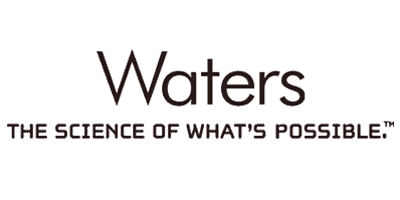 Waters
THE SCIENCE OF WHAT'S POSSIBLE.™